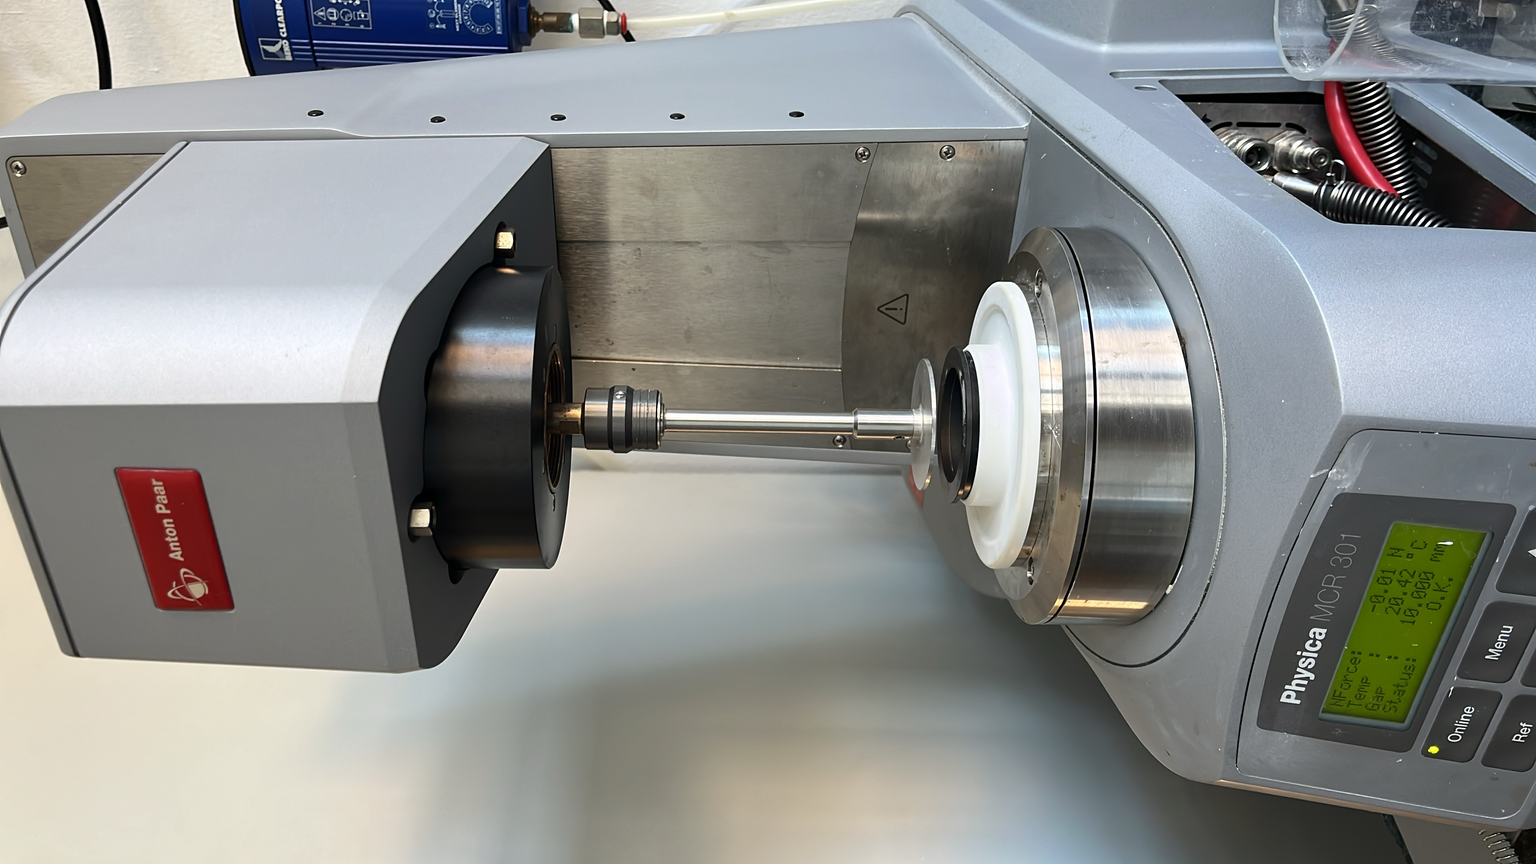 Anton Paar
Physica MCR 301
NForce: -0.01 N
Temp : 20.42 °C
Gap : 10.000 mm
Status: O.K.
Online
Menu
Ref